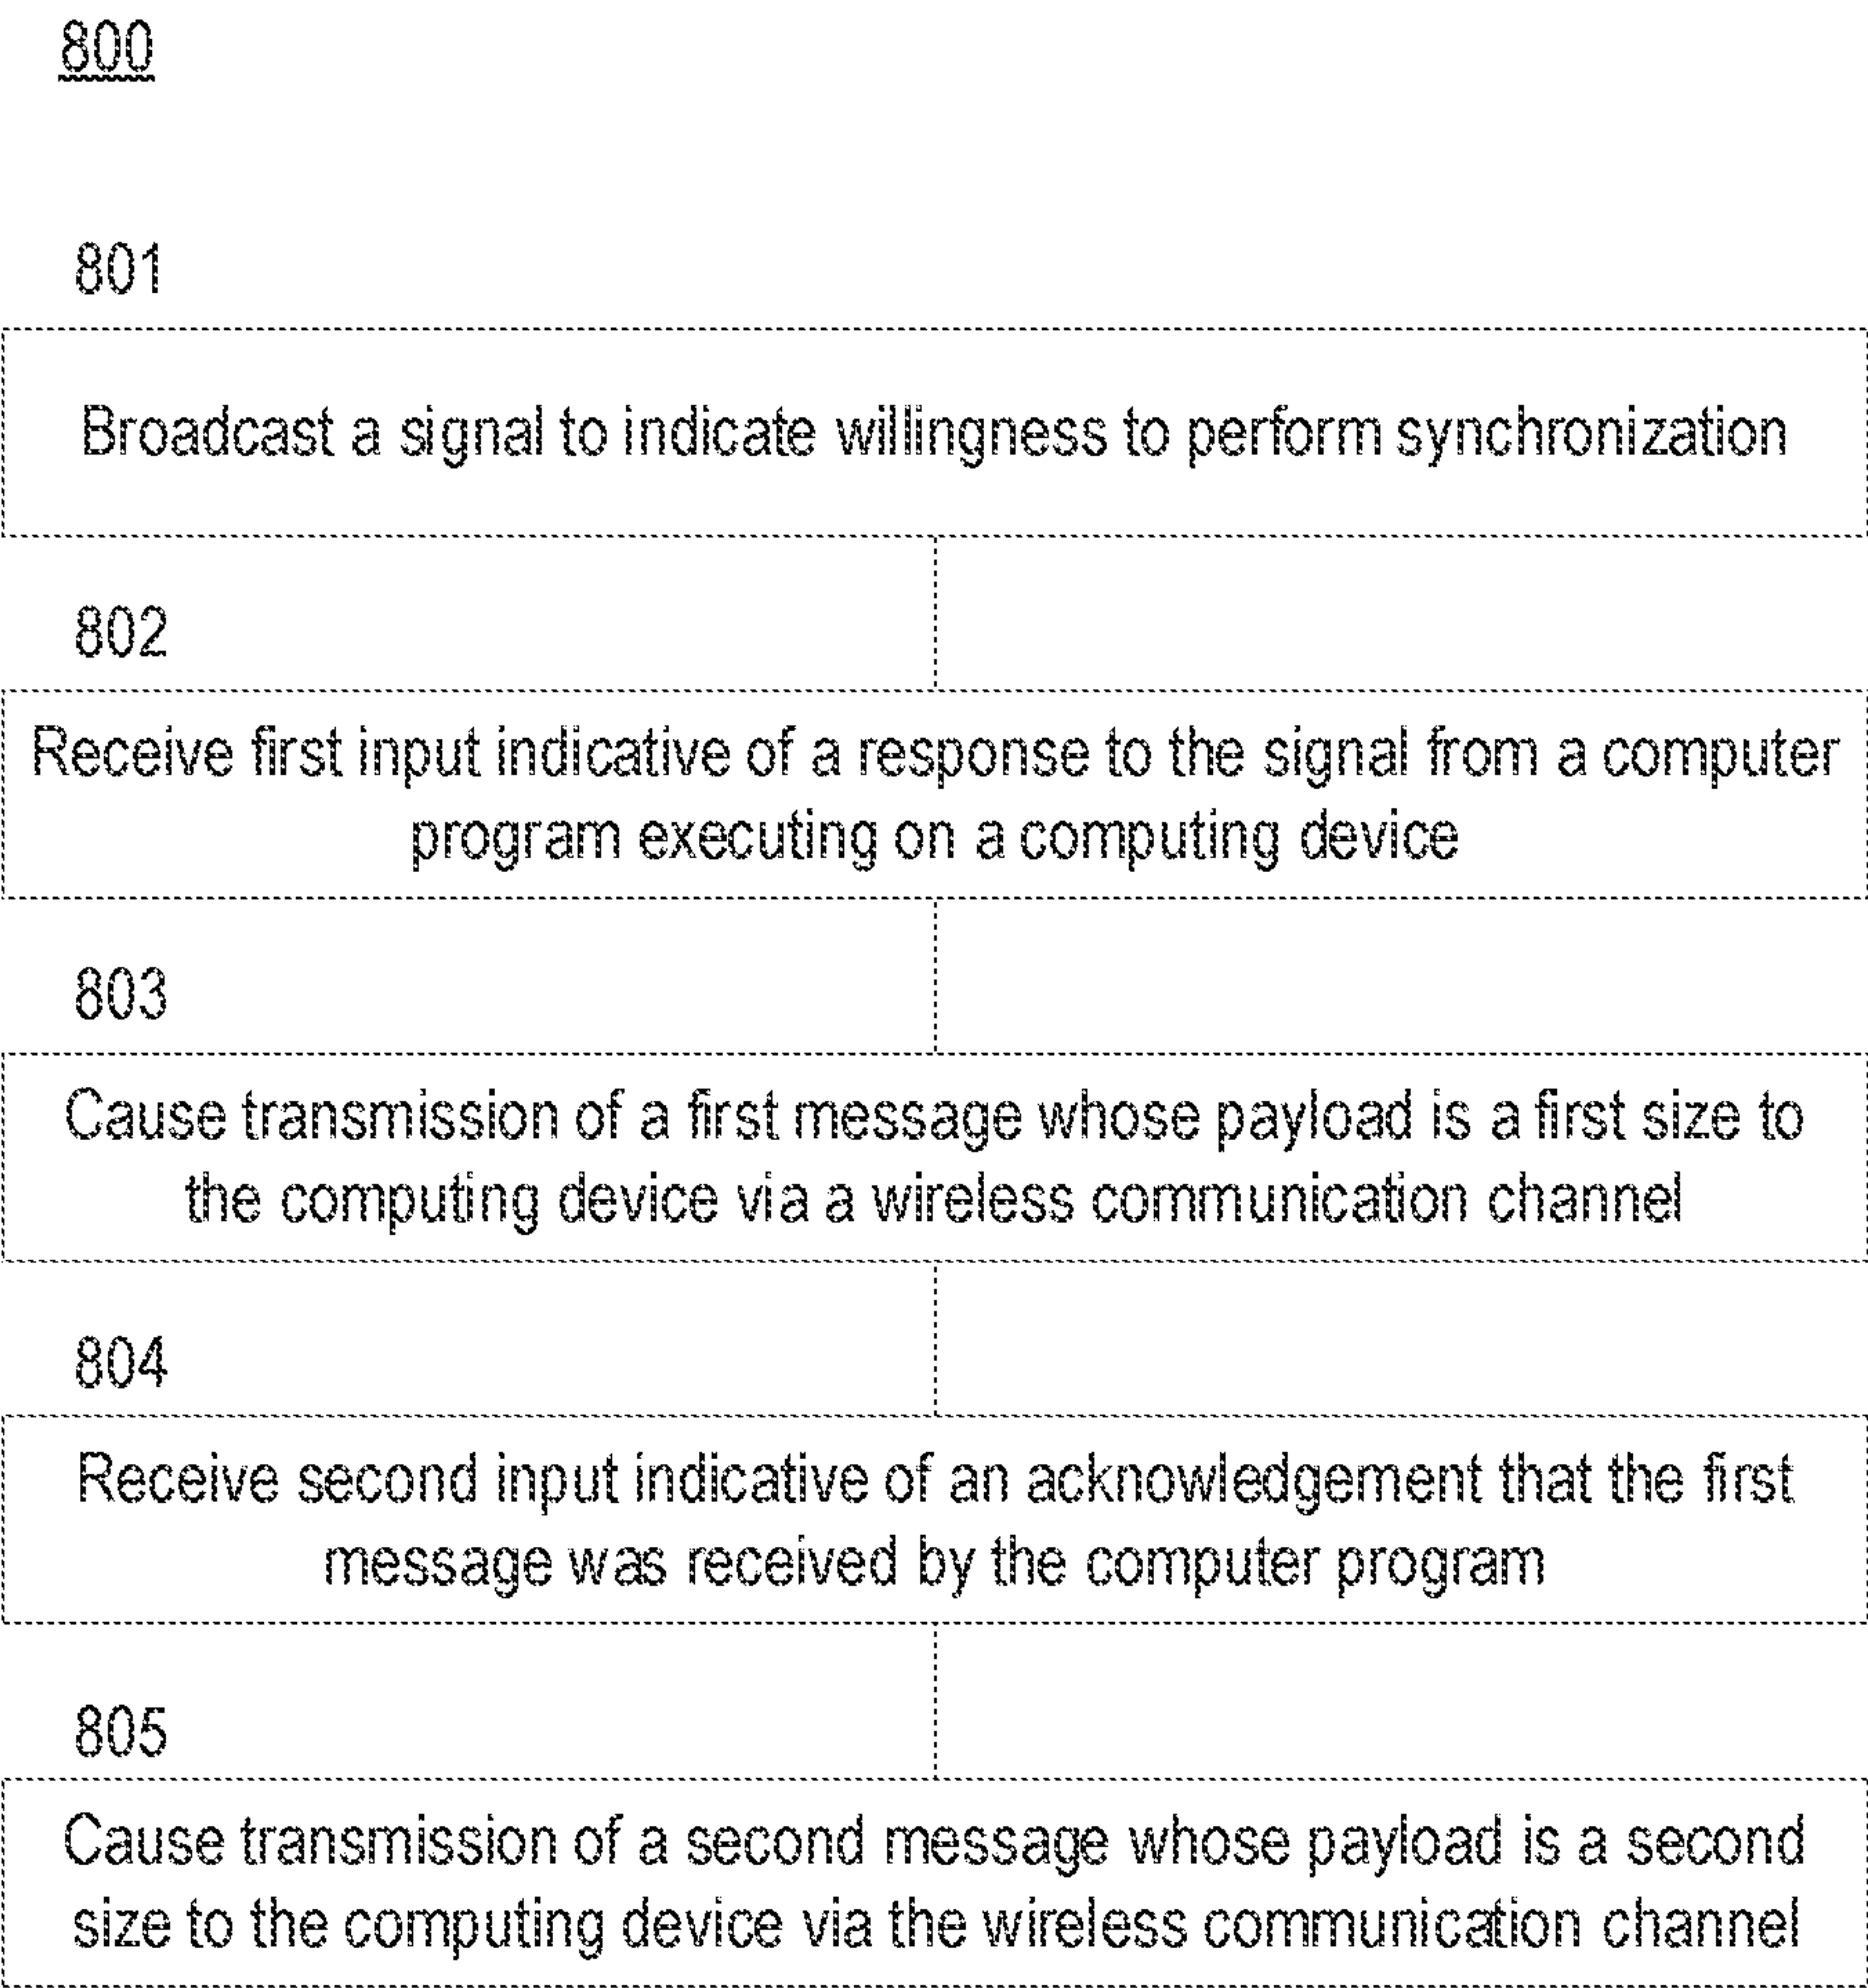 800
801
Broadcast a signal to indicate willingness to perform synchronization
802
Receive first input indicative of a response to the signal from a computer
program executing on a computing device
803
Cause transmission of a first message whose payload is a first size to
the computing device via a wireless communication channel
804
Receive second input indicative of an acknowledgement that the first
message was received by the computer program
805
Cause transmission of a second message whose payload is a second
size to the computing device via the wireless communication channel